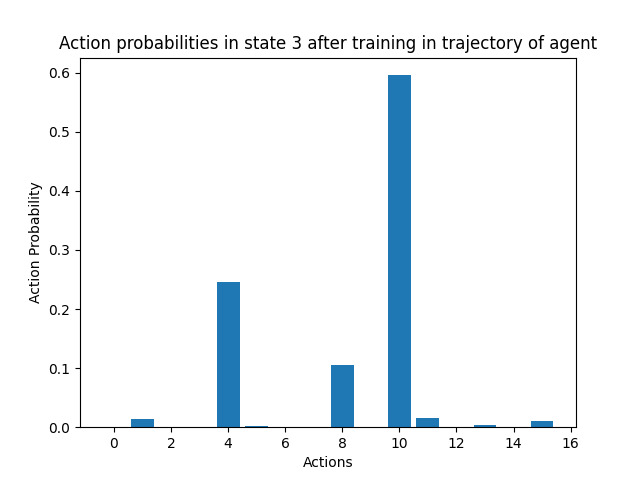 Action probabilities in state 3 after training in trajectory of agent
Action Probability
0.6
0.5
0.4
0.3
0.2
0.1
0.0
0 2 4 6 8 10 12 14 16
Actions